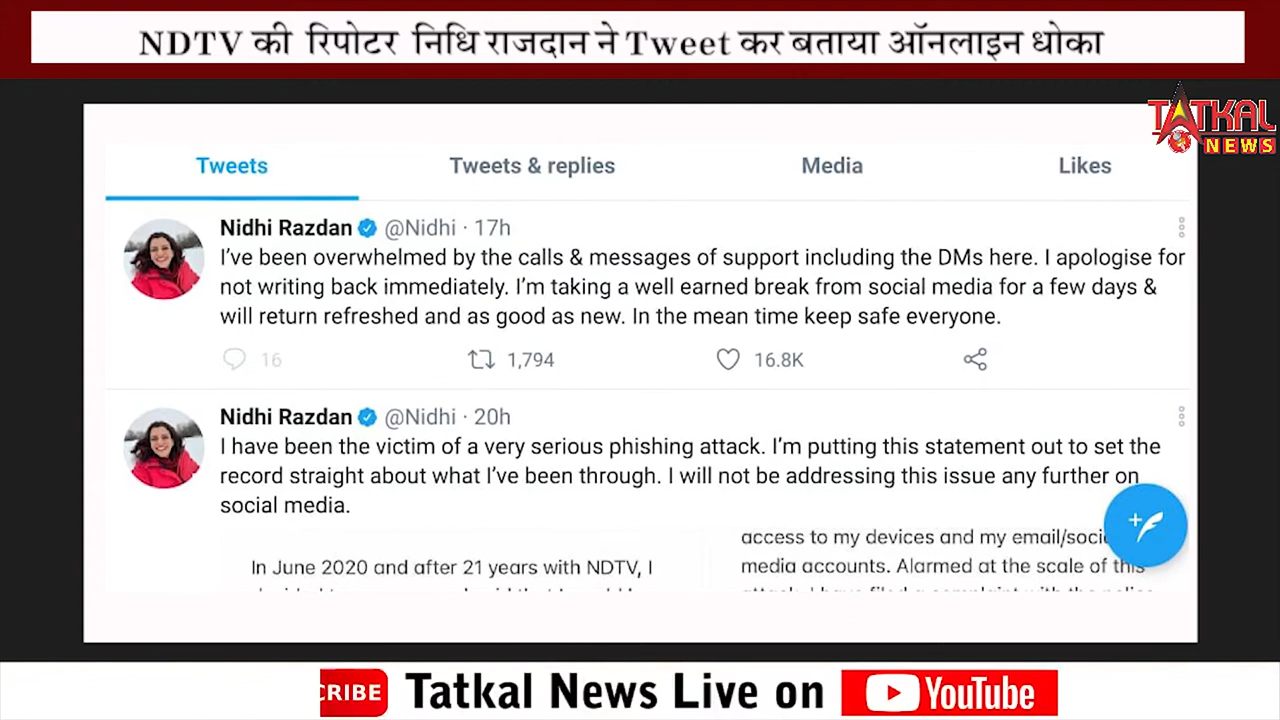 NDTV की रिपोटर निधि राजदान ने Tweet कर बताया ऑनलाइन धोका
TATKAL
NEWS
Tweets Tweets & replies Media Likes
Nidhi Razdan @Nidhi · 17h
I've been overwhelmed by the calls & messages of support including the DMs here. I apologise for
not writing back immediately. I'm taking a well earned break from social media for a few days &
will return refreshed and as good as new. In the mean time keep safe everyone.
16 1,794 16.8K
Nidhi Razdan @Nidhi · 20h
I have been the victim of a very serious phishing attack. I'm putting this statement out to set the
record straight about what I've been through. I will not be addressing this issue any further on
social media.
In June 2020 and after 21 years with NDTV, I
access to my devices and my email/soci
media accounts. Alarmed at the scale of this
CRIBE Tatkal News Live on YouTube